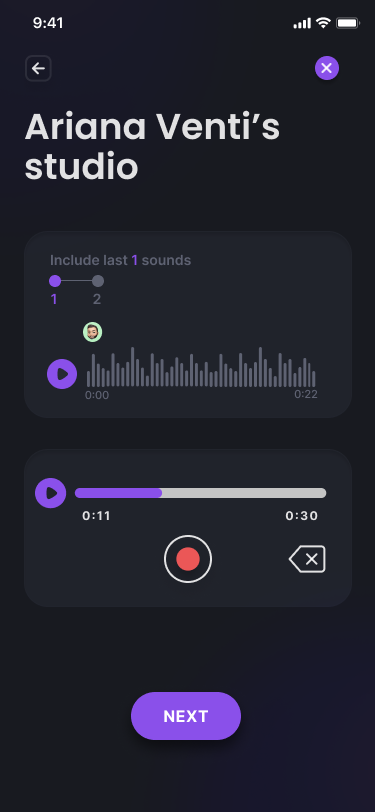 9:41
Ariana Venti’s
studio
Include last 1 sounds
1 2
0:00 0:22
0:11 0:30
NEXT